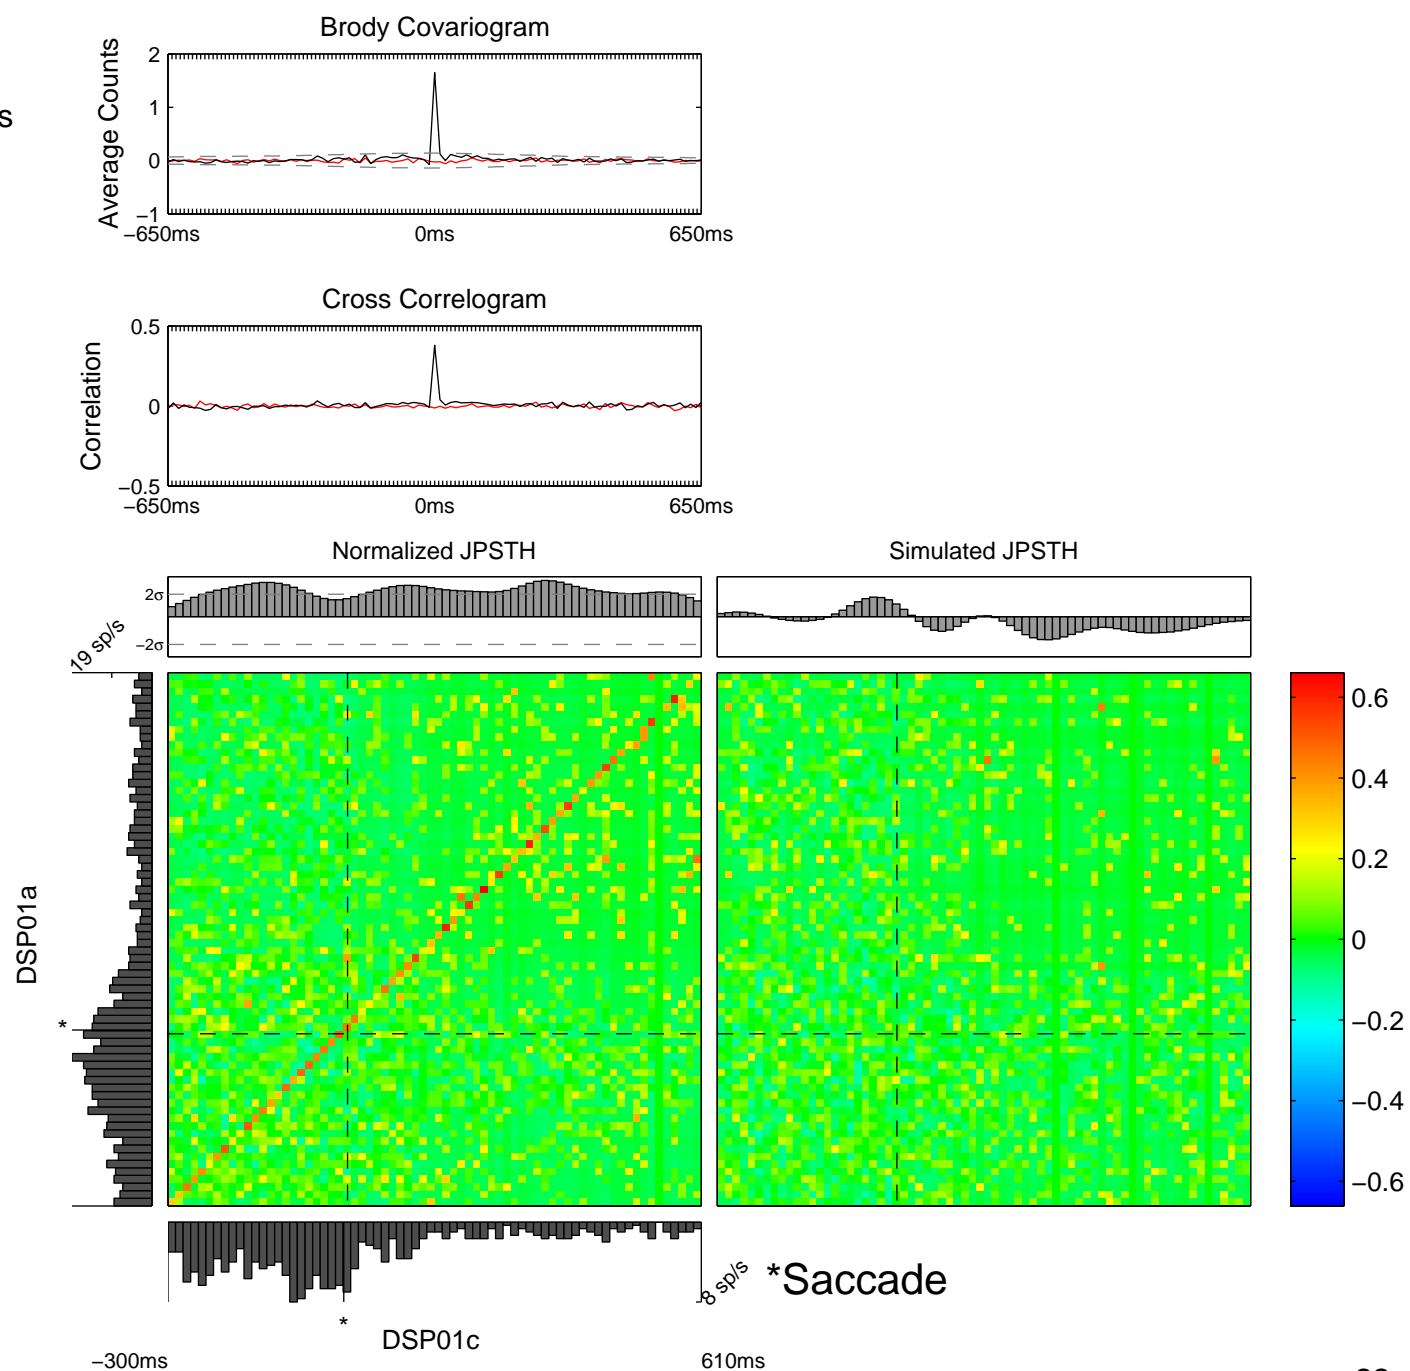 Brody Covariogram
s
Average Counts
2
1
0
−1
−650ms 0ms 650ms
Cross Correlogram
Correlation
0.5
0
−0.5
−650ms 0ms 650ms
Normalized JPSTH
Simulated JPSTH
2σ
−2σ
19 sp/s
DSP01a
*
0.6
0.4
0.2
0
−0.2
−0.4
−0.6
8 sp/s
*Saccade
*
DSP01c
−300ms 610ms